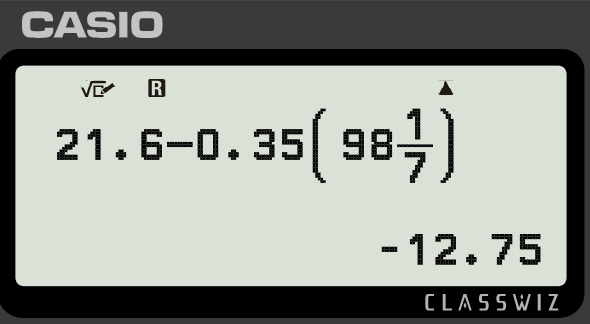 CASIO
√□ R ▲
21.6−0.35(98 1/7)
-12.75
CLASSWIZ